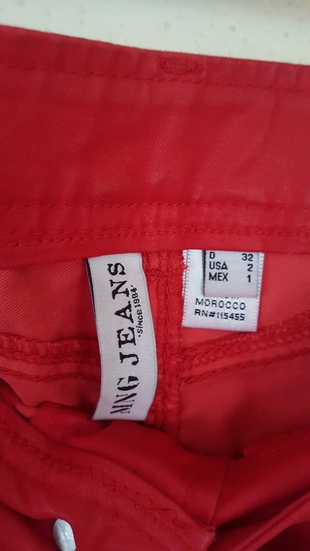 MNG JEANS
·SINCE 1984·
D 32
USA 2
MEX 1
MOROCCO
RN#115455